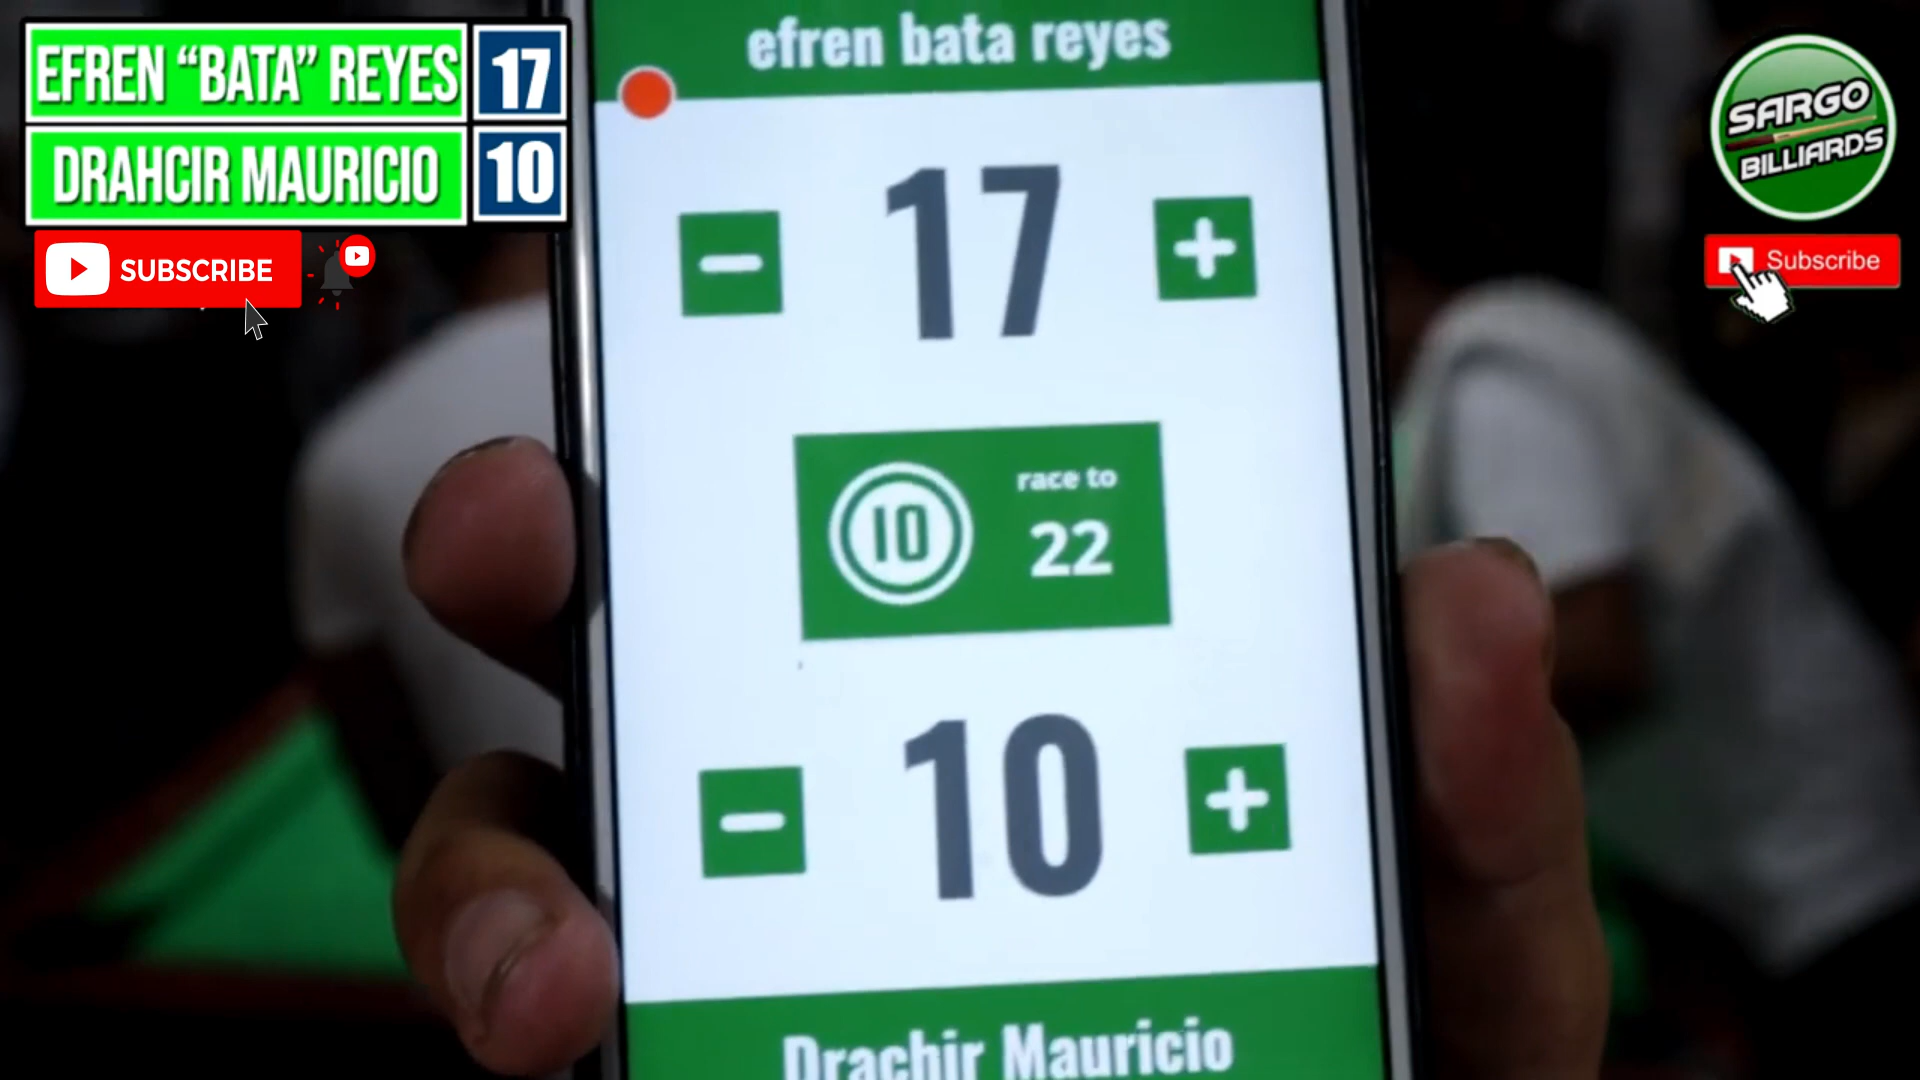 EFREN “BATA” REYES 17
DRAHCIR MAURICIO 10
SUBSCRIBE
efren bata reyes
17
10
race to
22
10
Drachir Mauricio
SARGO
BILLIARDS
Subscribe